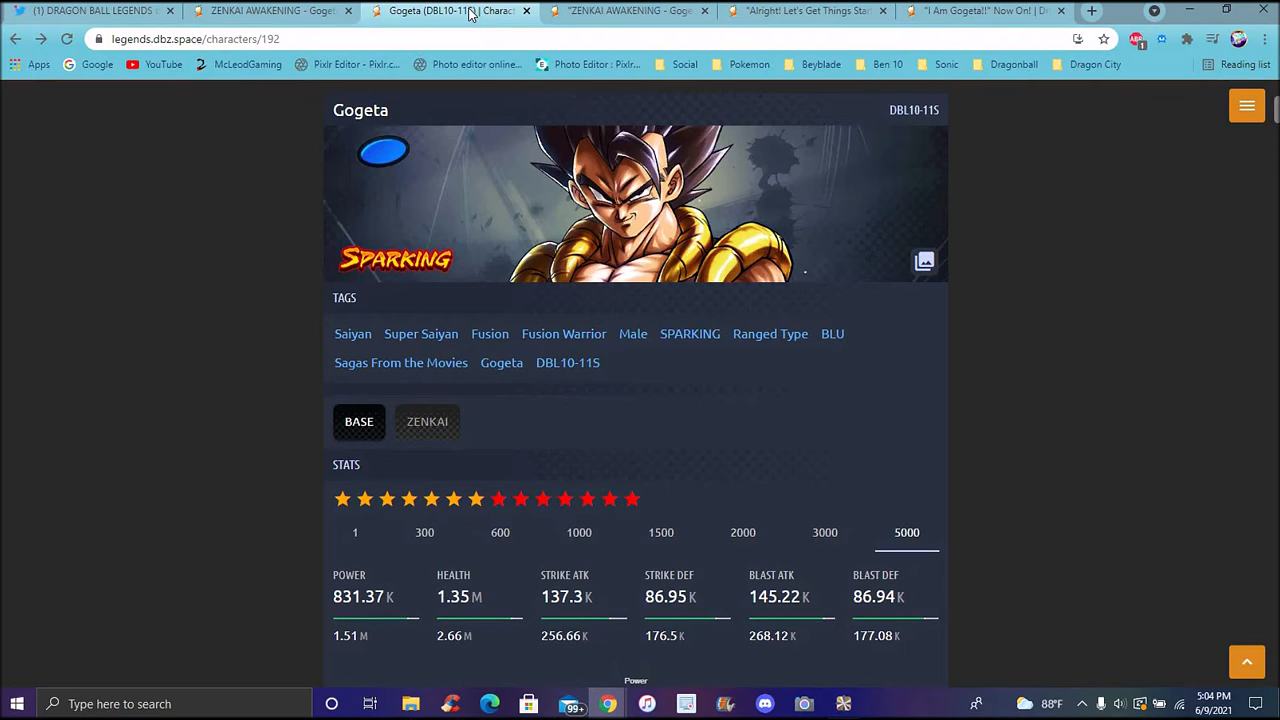 (1) DRAGON BALL LEGENDS
ZENKAI AWAKENING - Goget
Gogeta (DBL10-11S) | Charact
"ZENKAI AWAKENING - Goge
"Alright! Let's Get Things Star
"I Am Gogeta!!" Now On! | D
legends.dbz.space/characters/192
Apps
Google
YouTube
McLeodGaming
Pixlr Editor - Pixlr.c...
Photo editor online...
Photo Editor : Pixlr...
Social
Pokemon
Beyblade
Ben 10
Sonic
Dragonball
Dragon City
Reading list
Gogeta
DBL10-11S
SPARKING
TAGS
Saiyan Super Saiyan Fusion Fusion Warrior Male SPARKING Ranged Type BLU
Sagas From the Movies Gogeta DBL10-11S
BASE ZENKAI
STATS
1 300 600 1000 1500 2000 3000 5000
POWER HEALTH STRIKE ATK STRIKE DEF BLAST ATK BLAST DEF
831.37 K 1.35 M 137.3 K 86.95 K 145.22 K 86.94 K
1.51 M 2.66 M 256.66 K 176.5 K 268.12 K 177.08 K
Power
Type here to search
99+
88°F
5:04 PM
6/9/2021